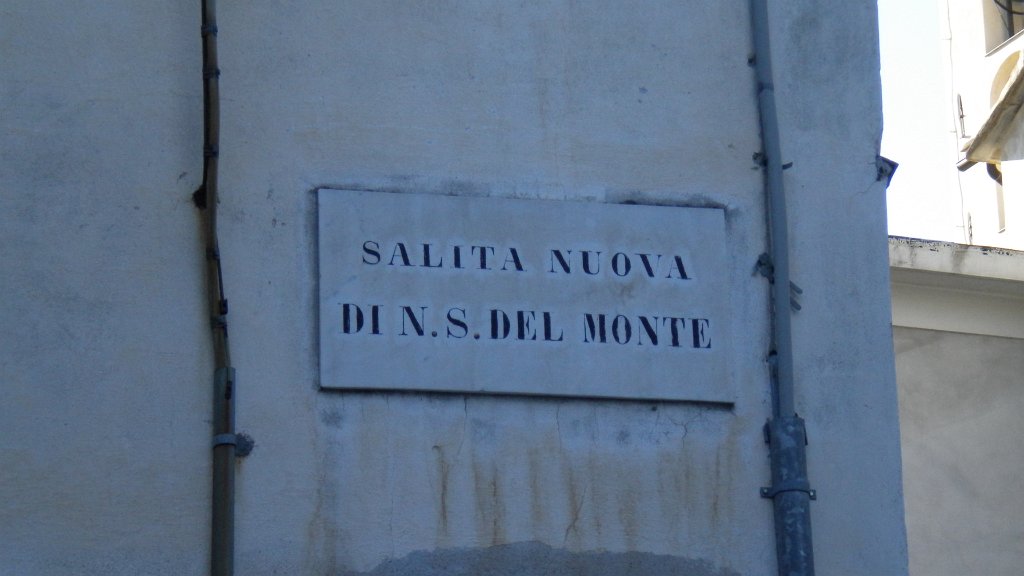 SALITA NUOVA
DI N.S. DEL MONTE